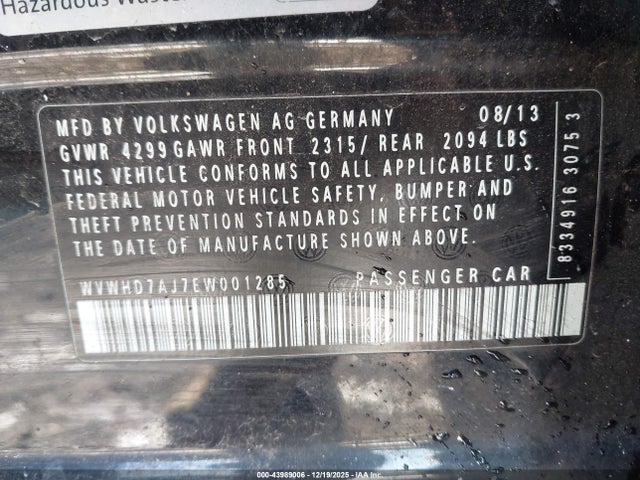 Hazardous Waste
MFD BY VOLKSWAGEN AG GERMANY 08/13
GVWR 4299 GAWR FRONT 2315/ REAR 2094 LBS
THIS VEHICLE CONFORMS TO ALL APPLICABLE U.S.
FEDERAL MOTOR VEHICLE SAFETY, BUMPER AND
THEFT PREVENTION STANDARDS IN EFFECT ON
THE DATE OF MANUFACTURE SHOWN ABOVE.
WVWHD7AJ7EW001285 PASSENGER CAR
8334916 3075 3
000-43989006 - 12/19/2025 - IAA Inc.